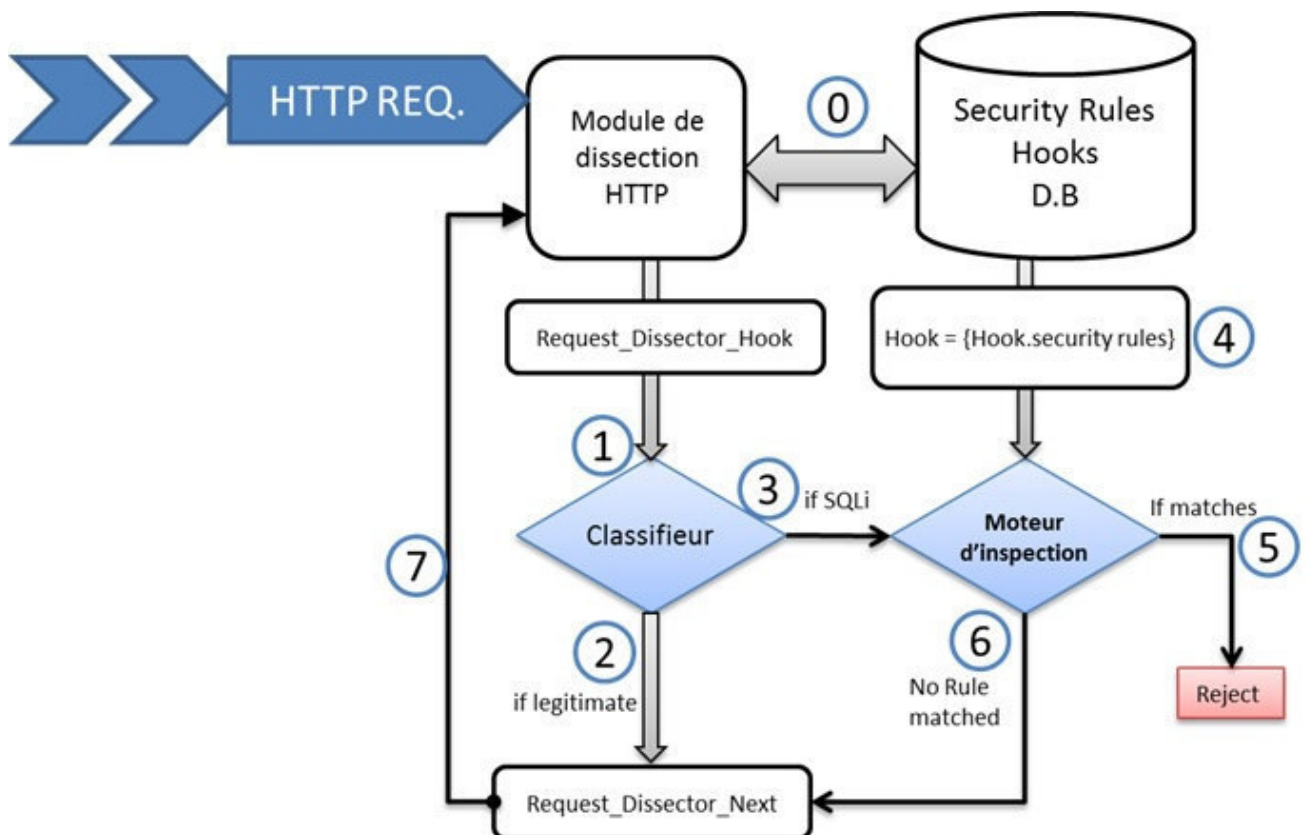 HTTP REQ.
Module de
dissection
HTTP
0
Security Rules
Hooks
D.B
Request_Dissector_Hook
Hook = {Hook.security rules}
4
1
Classifieur
3
if SQLi
Moteur
d'inspection
If matches
5
7
2
if legitimate
6
No Rule
matched
Reject
Request_Dissector_Next